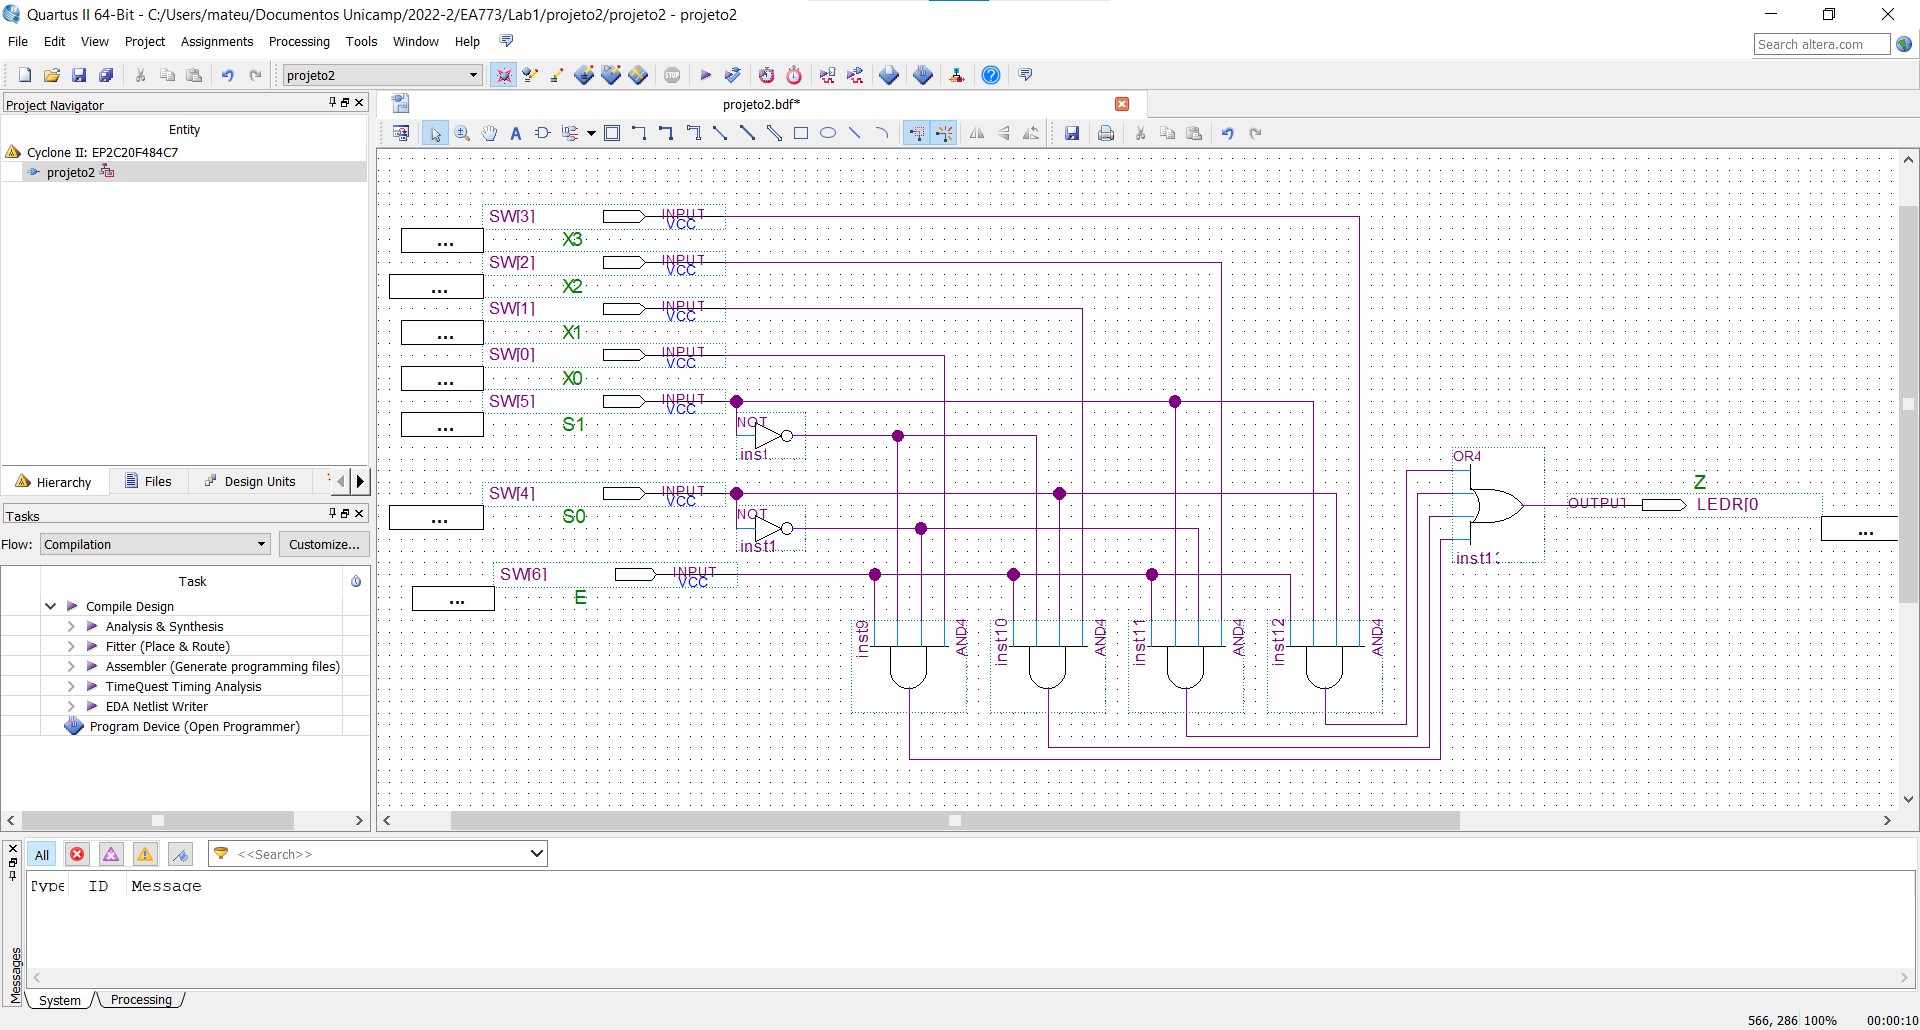 Quartus II 64-Bit - C:/Users/mateu/Documentos Unicamp/2022-2/EA773/Lab1/projeto2/projeto2 - projeto2
File Edit View Project Assignments Processing Tools Window Help
Search altera.com
projeto2
STOP
Project Navigator
projeto2.bdf*
Entity
Cyclone II: EP2C20F484C7
projeto2
Hierarchy Files Design Units
Tasks
Flow: Compilation Customize...
Task
Compile Design
Analysis & Synthesis
Fitter (Place & Route)
Assembler (Generate programming files)
TimeQuest Timing Analysis
EDA Netlist Writer
Program Device (Open Programmer)
SW[3] INPUT
VCC
... X3
SW[2] INPUT
VCC
... X2
SW[1] INPUT
VCC
... X1
SW[0] INPUT
VCC
... X0
SW[5] INPUT
VCC
... S1
NOT
inst
SW[4] INPUT
VCC
... S0
NOT
inst1
SW[6] INPUT
VCC
... E
inst9 AND4
inst10 AND4
inst11 AND4
inst12 AND4
OR4
inst13
Z
OUTPUT LEDR[0
...
All <<Search>>
Type ID Message
Messages
System Processing
566, 286 100% 00:00:10